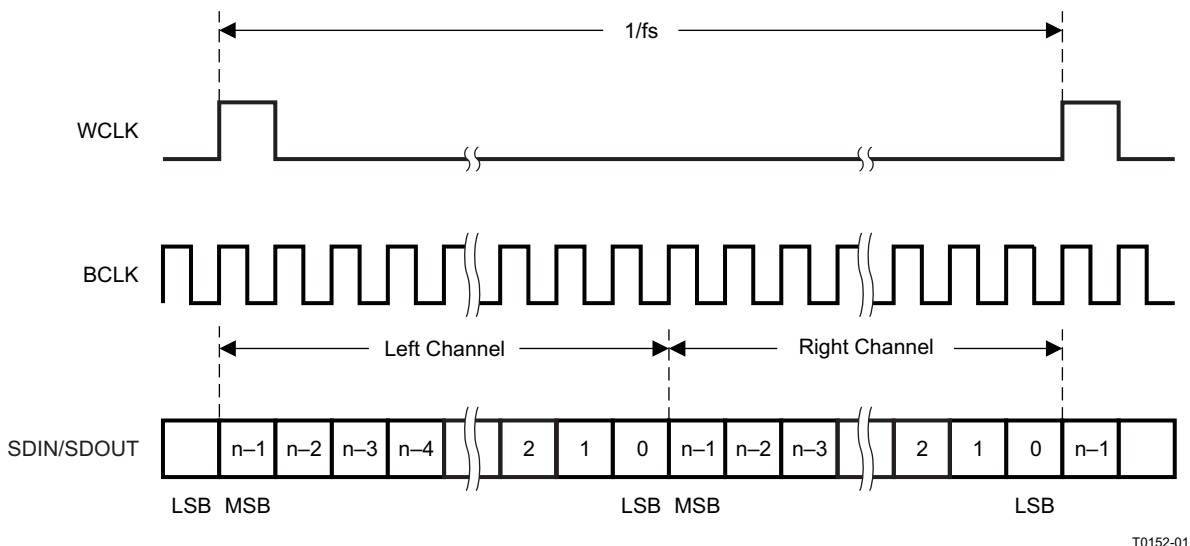 1/fs
WCLK
BCLK
Left Channel Right Channel
SDIN/SDOUT n–1 n–2 n–3 n–4 2 1 0 n–1 n–2 n–3 2 1 0 n–1
LSB MSB LSB MSB LSB
T0152-01